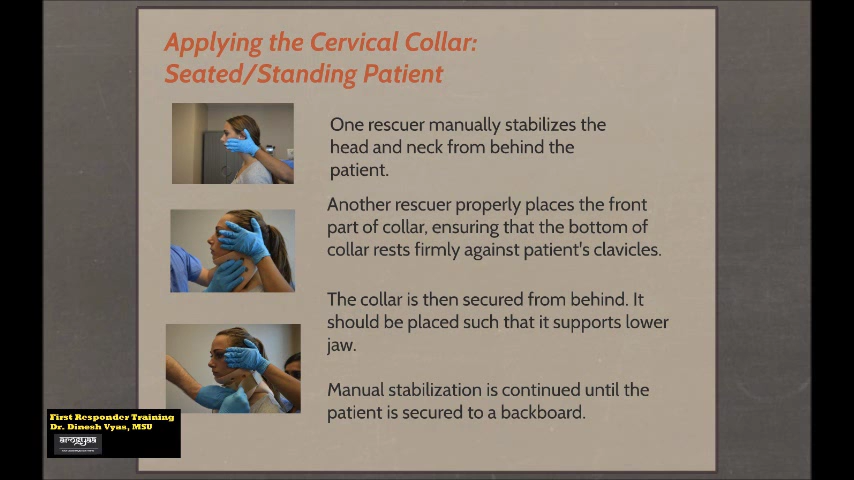 Applying the Cervical Collar:
Seated/Standing Patient
One rescuer manually stabilizes the
head and neck from behind the
patient.
Another rescuer properly places the front
part of collar, ensuring that the bottom of
collar rests firmly against patient's clavicles.
The collar is then secured from behind. It
should be placed such that it supports lower
jaw.
Manual stabilization is continued until the
patient is secured to a backboard.
First Responder Training
Dr. Dinesh Vyas, MSU
arogyaa